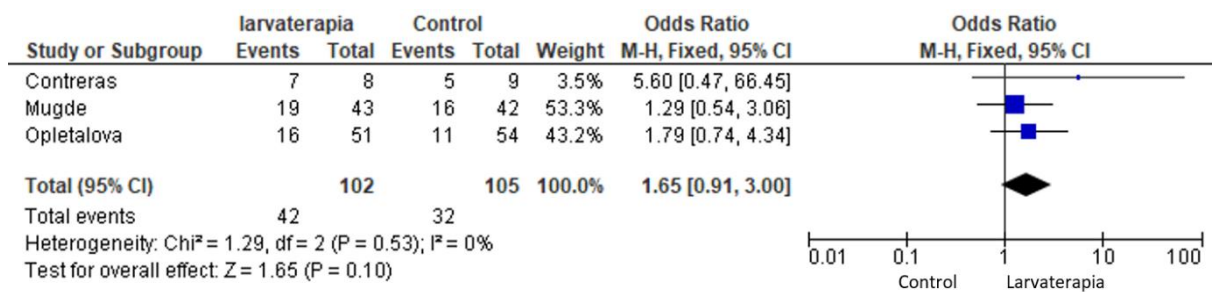 larvaterapia Control Odds Ratio Odds Ratio
Study or Subgroup Events Total Events Total Weight M-H, Fixed, 95% CI M-H, Fixed, 95% CI
Contreras 7 8 5 9 3.5% 5.60 [0.47, 66.45]
Mugde 19 43 16 42 53.3% 1.29 [0.54, 3.06]
Opletalova 16 51 11 54 43.2% 1.79 [0.74, 4.34]
Total (95% CI) 102 105 100.0% 1.65 [0.91, 3.00]
Total events 42 32
Heterogeneity: Chi² = 1.29, df = 2 (P = 0.53); I² = 0%
Test for overall effect: Z = 1.65 (P = 0.10)
0.01 0.1 1 10 100
Control Larvaterapia